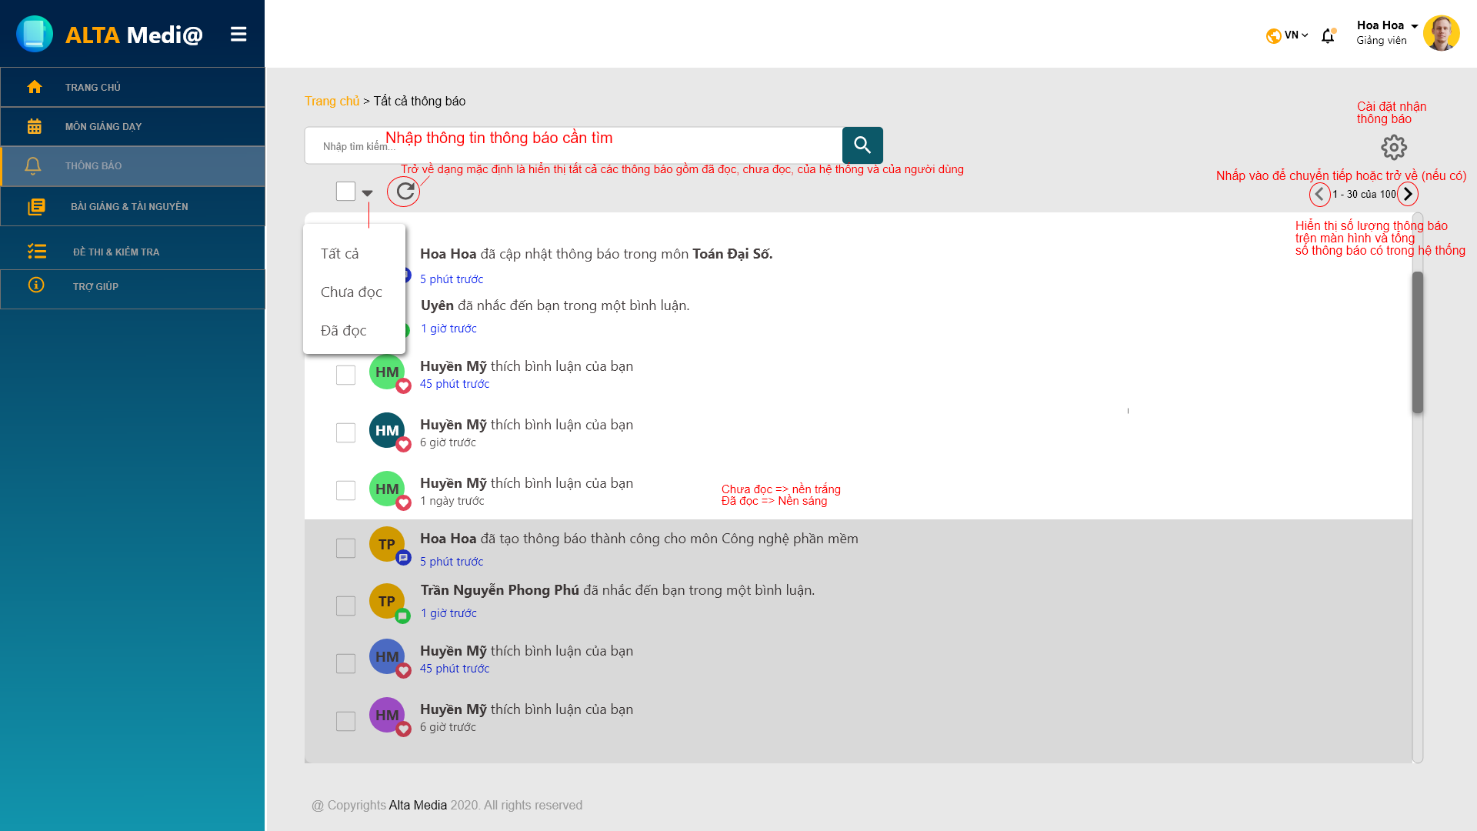 ALTA Medi@
VN
Hoa Hoa
Giảng viên
TRANG CHỦ
MÔN GIẢNG DẠY
THÔNG BÁO
BÀI GIẢNG & TÀI NGUYÊN
ĐỀ THI & KIỂM TRA
TRỢ GIÚP
Trang chủ > Tất cả thông báo
Cài đặt nhận
thông báo
Nhập tìm kiếm...
Nhập thông tin thông báo cần tìm
Trở về dạng mặc định là hiển thị tất cả các thông báo gồm đã đọc, chưa đọc, của hệ thống và của người dùng
Nhấp vào để chuyển tiếp hoặc trở về (nếu có)
1 - 30 của 100
Hiển thị số lượng thông báo
trên màn hình và tổng
số thông báo có trong hệ thống
Tất cả
Chưa đọc
Đã đọc
Hoa Hoa đã cập nhật thông báo trong môn Toán Đại Số.
5 phút trước
Uyên đã nhắc đến bạn trong một bình luận.
1 giờ trước
HM
Huyền Mỹ thích bình luận của bạn
45 phút trước
HM
Huyền Mỹ thích bình luận của bạn
6 giờ trước
HM
Huyền Mỹ thích bình luận của bạn
1 ngày trước
Chưa đọc => nền trắng
Đã đọc => Nền sáng
TP
Hoa Hoa đã tạo thông báo thành công cho môn Công nghệ phần mềm
5 phút trước
TP
Trần Nguyễn Phong Phú đã nhắc đến bạn trong một bình luận.
1 giờ trước
HM
Huyền Mỹ thích bình luận của bạn
45 phút trước
HM
Huyền Mỹ thích bình luận của bạn
6 giờ trước
@ Copyrights Alta Media 2020. All rights reserved